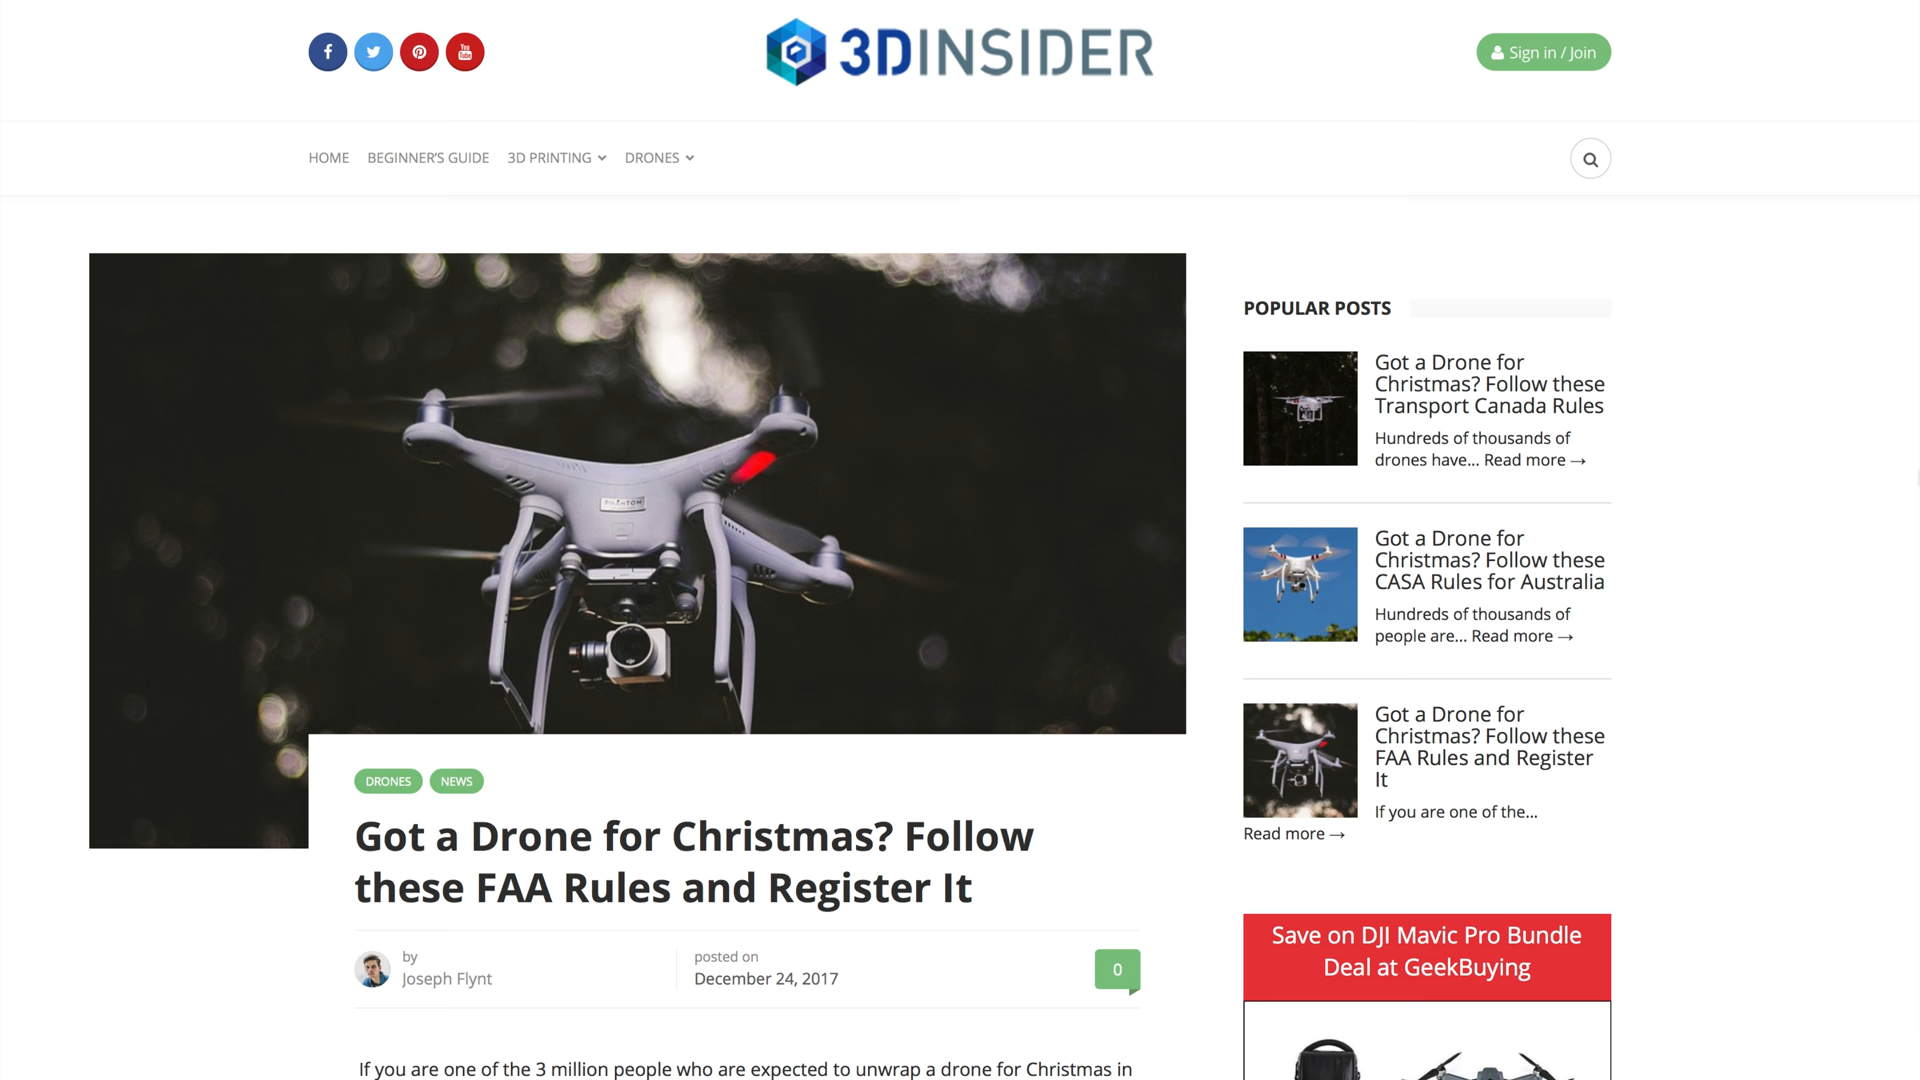 3DINSIDER
Sign in / Join
HOME
BEGINNER'S GUIDE
3D PRINTING
DRONES
PHANTOM
DRONES
NEWS
Got a Drone for Christmas? Follow
these FAA Rules and Register It
by
Joseph Flynt
posted on
December 24, 2017
0
If you are one of the 3 million people who are expected to unwrap a drone for Christmas in
POPULAR POSTS
Got a Drone for
Christmas? Follow these
Transport Canada Rules
Hundreds of thousands of
drones have... Read more →
Got a Drone for
Christmas? Follow these
CASA Rules for Australia
Hundreds of thousands of
people are... Read more →
Got a Drone for
Christmas? Follow these
FAA Rules and Register
It
If you are one of the...
Read more →
Save on DJI Mavic Pro Bundle
Deal at GeekBuying